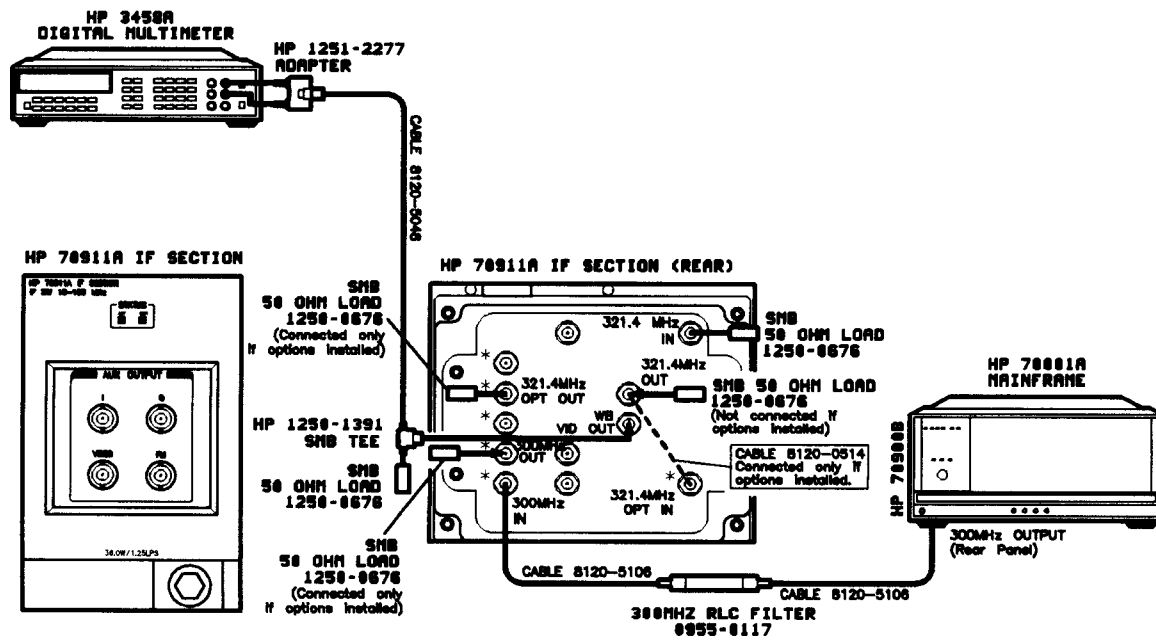 HP 3458A
DIGITAL MULTIMETER
HP 1251-2277
ADAPTER
CABLE 8120-5048
HP 70911A IF SECTION
HP 70911A IF SECTION
STATUS
AUX OUTPUT
I
Q
VIDEO
FM
38.0W/1.25LPS
HP 70911A IF SECTION (REAR)
SMB
50 OHM LOAD
1250-0676
(Connected only
if options installed)
321.4 MHz
IN
SMB
50 OHM LOAD
1250-0676
*
*
321.4MHz
OPT OUT
321.4MHz
OUT
SMB 50 OHM LOAD
1250-0676
(Not connected if
options installed)
HP 1250-1391
SMB TEE
*
WB
VID OUT
*
300MHz
OUT
CABLE 8120-0514
Connected only if
options installed.
SMB
50 OHM LOAD
1250-0676
*
300MHz
IN
*
321.4MHz
OPT IN
SMB
50 OHM LOAD
1250-0676
(Connected only
if options installed)
HP 70001A
MAINFRAME
HP 70900B
300MHz OUTPUT
(Rear Panel)
CABLE 8120-5106
CABLE 8120-5106
300MHZ RLC FILTER
0955-0117